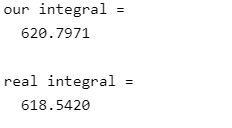 our integral =
620.7971
real integral =
618.5420